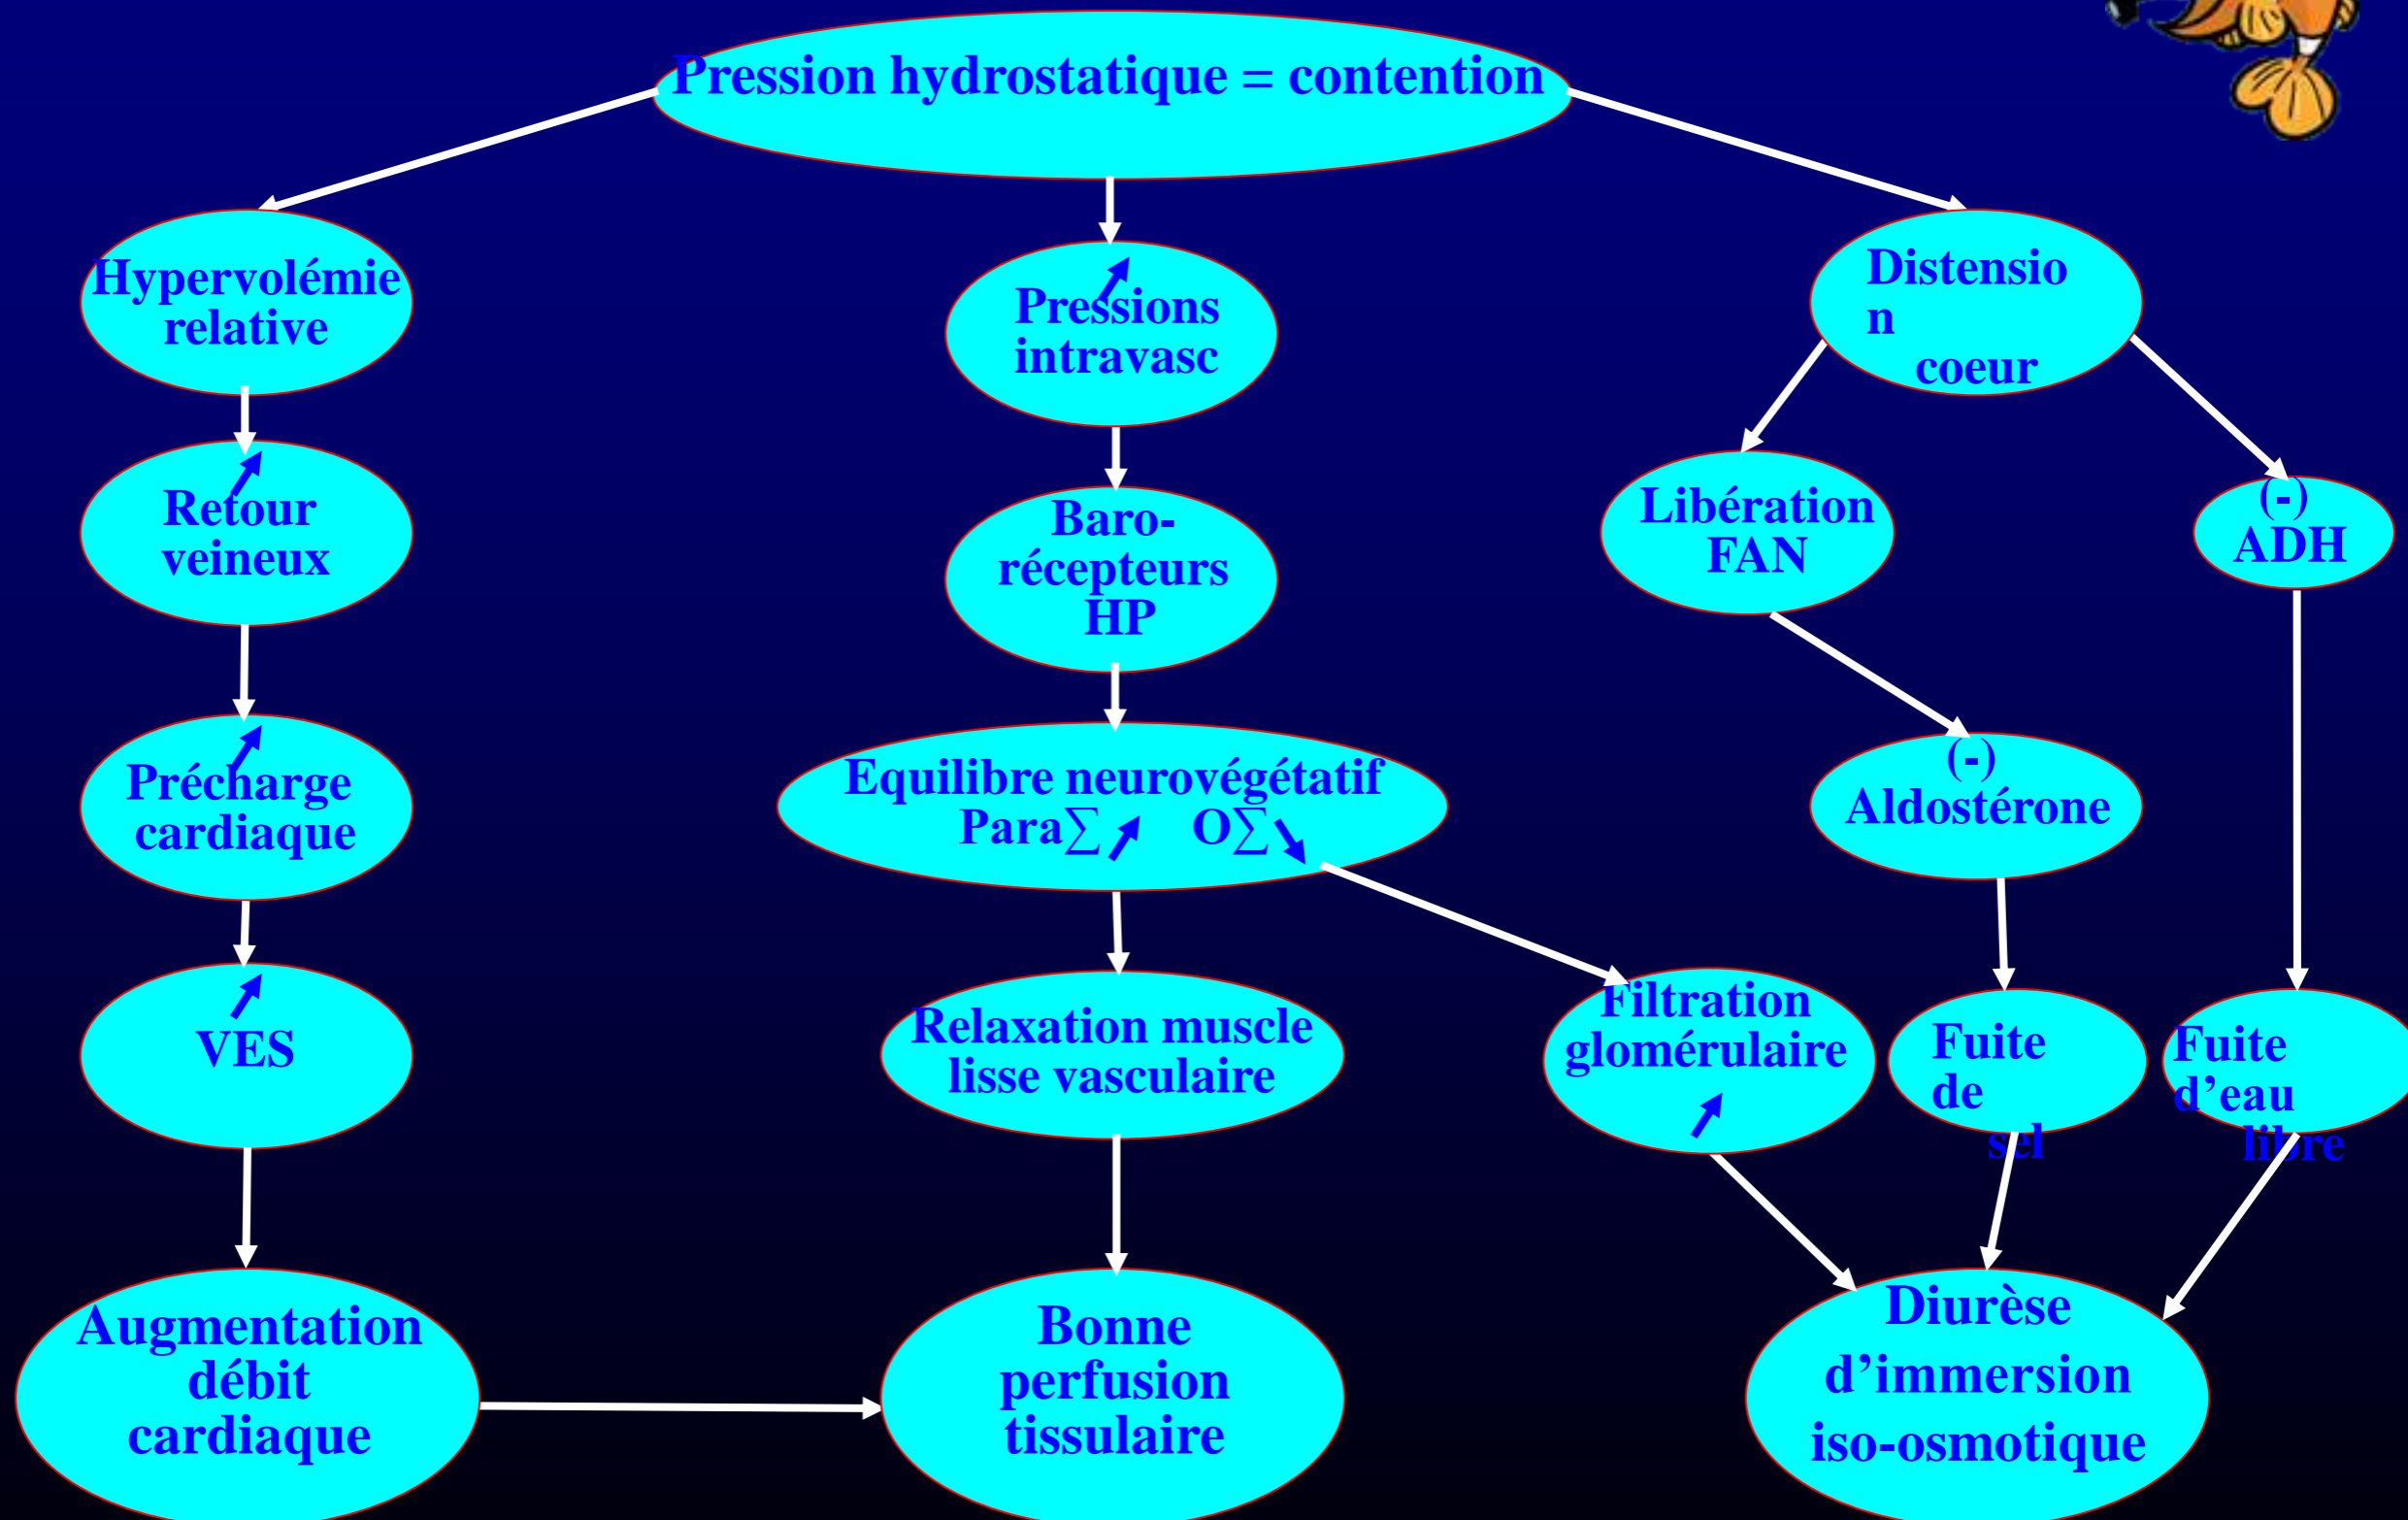 Pression hydrostatique = contention
Hypervolémie
relative
Pressions
intravasc
Distensio
n
coeur
Retour
veineux
Baro-
récepteurs
HP
Libération
FAN
(-)
ADH
Précharge
cardiaque
Equilibre neurovégétatif
Para∑ O∑
(-)
Aldostérone
VES
Relaxation muscle
lisse vasculaire
Filtration
glomérulaire
Fuite
de
sel
Fuite
d’eau
libre
Augmentation
débit
cardiaque
Bonne
perfusion
tissulaire
Diurèse
d’immersion
iso-osmotique